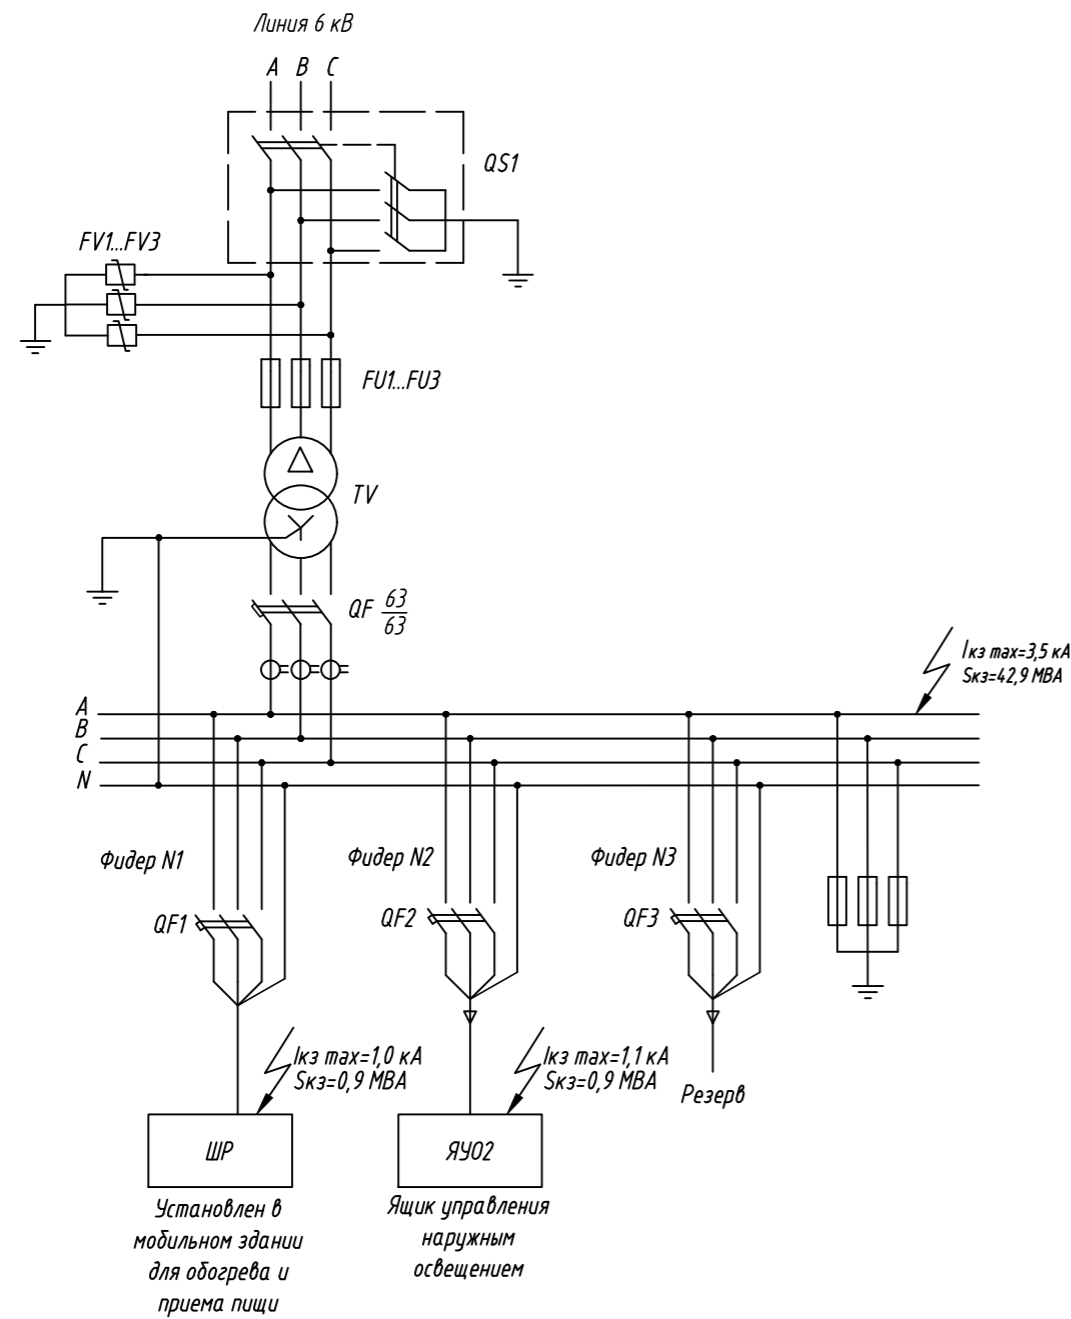 Линия 6 кВ
A B C
QS1
FV1...FV3
FU1...FU3
TV
QF 63
63
Iкз max=3,5 кА
Sкз=42,9 МВА
A
B
C
N
Фидер N1
Фидер N2
Фидер N3
QF1
QF2
QF3
Iкз max=1,0 кА
Sкз=0,9 МВА
Iкз max=1,1 кА
Sкз=0,9 МВА
Резерв
ШР
ЯУО2
Установлен в
мобильном здании
для обогрева и
приема пищи
Ящик управления
наружным
освещением